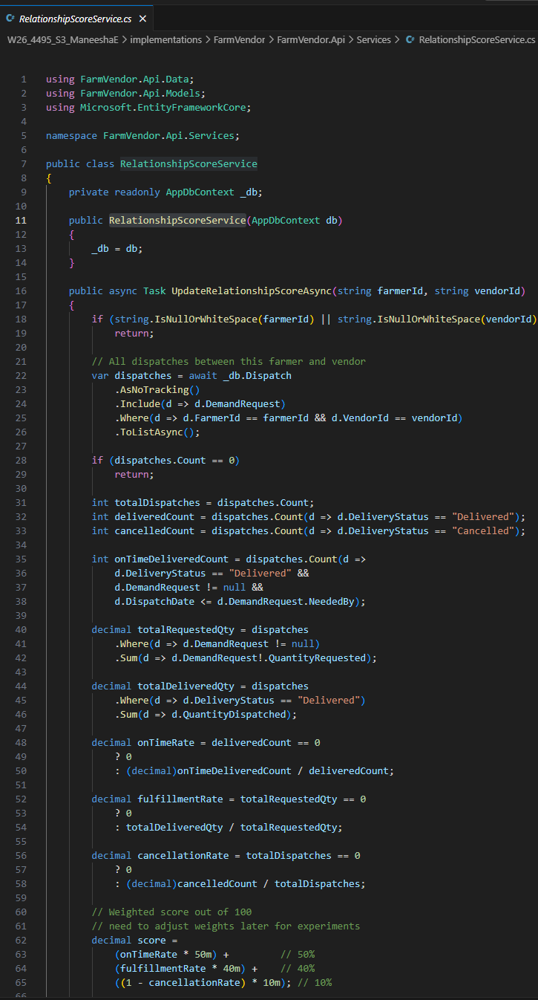 RelationshipScoreService.cs
W26_4495_S3_ManeeshaE > implementations > FarmVendor > FarmVendor.Api > Services > RelationshipScoreService.cs
1 using FarmVendor.Api.Data;
2 using FarmVendor.Api.Models;
3 using Microsoft.EntityFrameworkCore;
4
5 namespace FarmVendor.Api.Services;
6
7 public class RelationshipScoreService
8 {
9 private readonly AppDbContext _db;
10
11 public RelationshipScoreService(AppDbContext db)
12 {
13 _db = db;
14 }
15
16 public async Task UpdateRelationshipScoreAsync(string farmerId, string vendorId)
17 {
18 if (string.IsNullOrWhiteSpace(farmerId) || string.IsNullOrWhiteSpace(vendorId)
19 return;
20
21 // All dispatches between this farmer and vendor
22 var dispatches = await _db.Dispatch
23 .AsNoTracking()
24 .Include(d => d.DemandRequest)
25 .Where(d => d.FarmerId == farmerId && d.VendorId == vendorId)
26 .ToListAsync();
27
28 if (dispatches.Count == 0)
29 return;
30
31 int totalDispatches = dispatches.Count;
32 int deliveredCount = dispatches.Count(d => d.DeliveryStatus == "Delivered");
33 int cancelledCount = dispatches.Count(d => d.DeliveryStatus == "Cancelled");
34
35 int onTimeDeliveredCount = dispatches.Count(d =>
36 d.DeliveryStatus == "Delivered" &&
37 d.DemandRequest != null &&
38 d.DispatchDate <= d.DemandRequest.NeededBy);
39
40 decimal totalRequestedQty = dispatches
41 .Where(d => d.DemandRequest != null)
42 .Sum(d => d.DemandRequest!.QuantityRequested);
43
44 decimal totalDeliveredQty = dispatches
45 .Where(d => d.DeliveryStatus == "Delivered")
46 .Sum(d => d.QuantityDispatched);
47
48 decimal onTimeRate = deliveredCount == 0
49 ? 0
50 : (decimal)onTimeDeliveredCount / deliveredCount;
51
52 decimal fulfillmentRate = totalRequestedQty == 0
53 ? 0
54 : totalDeliveredQty / totalRequestedQty;
55
56 decimal cancellationRate = totalDispatches == 0
57 ? 0
58 : (decimal)cancelledCount / totalDispatches;
59
60 // Weighted score out of 100
61 // need to adjust weights later for experiments
62 decimal score =
63 (onTimeRate * 50m) + // 50%
64 (fulfillmentRate * 40m) + // 40%
65 ((1 - cancellationRate) * 10m); // 10%
66